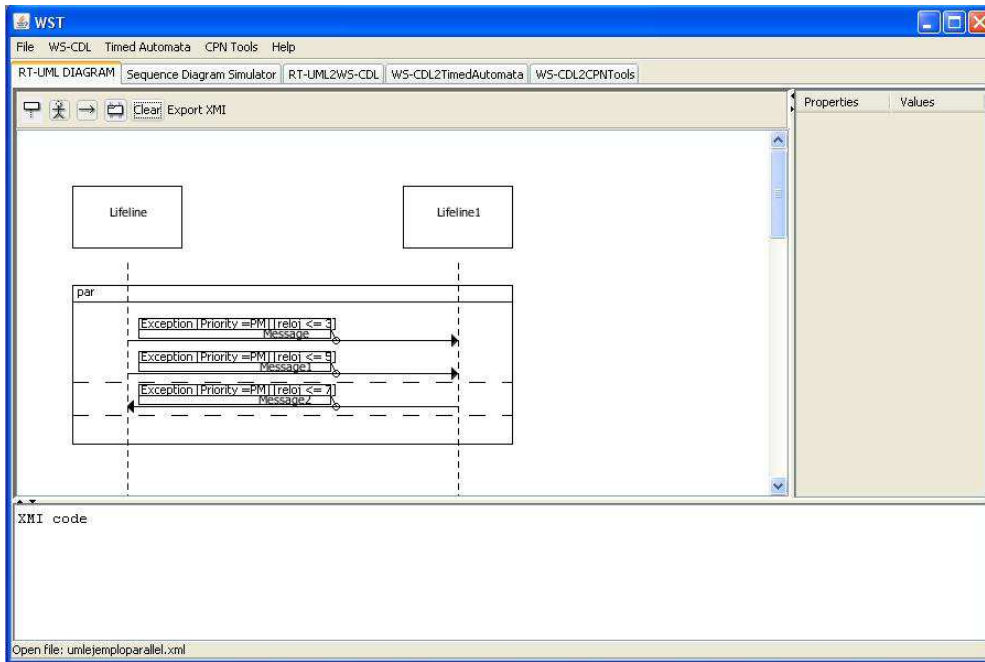 WST
File WS-CDL Timed Automata CPN Tools Help
RT-UML DIAGRAM Sequence Diagram Simulator RT-UML2WS-CDL WS-CDL2TimedAutomata WS-CDL2CPNTools
Clear Export XMI
Properties Values
Lifeline Lifeline1
par
[Exception [Priority =PM][reloj <= 3]
Message
[Exception [Priority =PM][reloj <= 5]
Message1
[Exception [Priority =PM][reloj <= 7]
Message2
XMI code
Open file: umlejemploparallel.xml